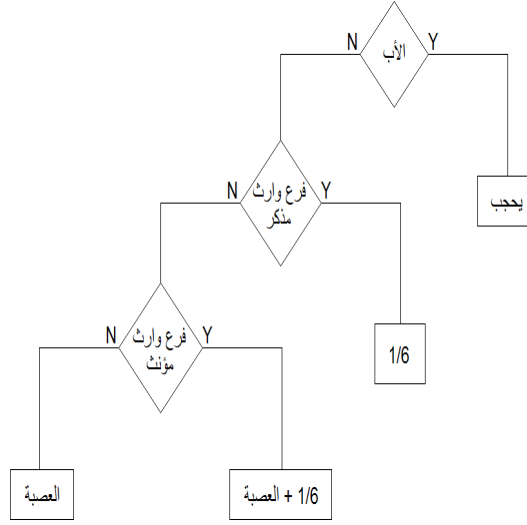 الأب
N
Y
يحجب
فرع وارث
مذكر
N
Y
1/6
فرع وارث
مؤنث
N
Y
1/6 + العصبة
العصبة